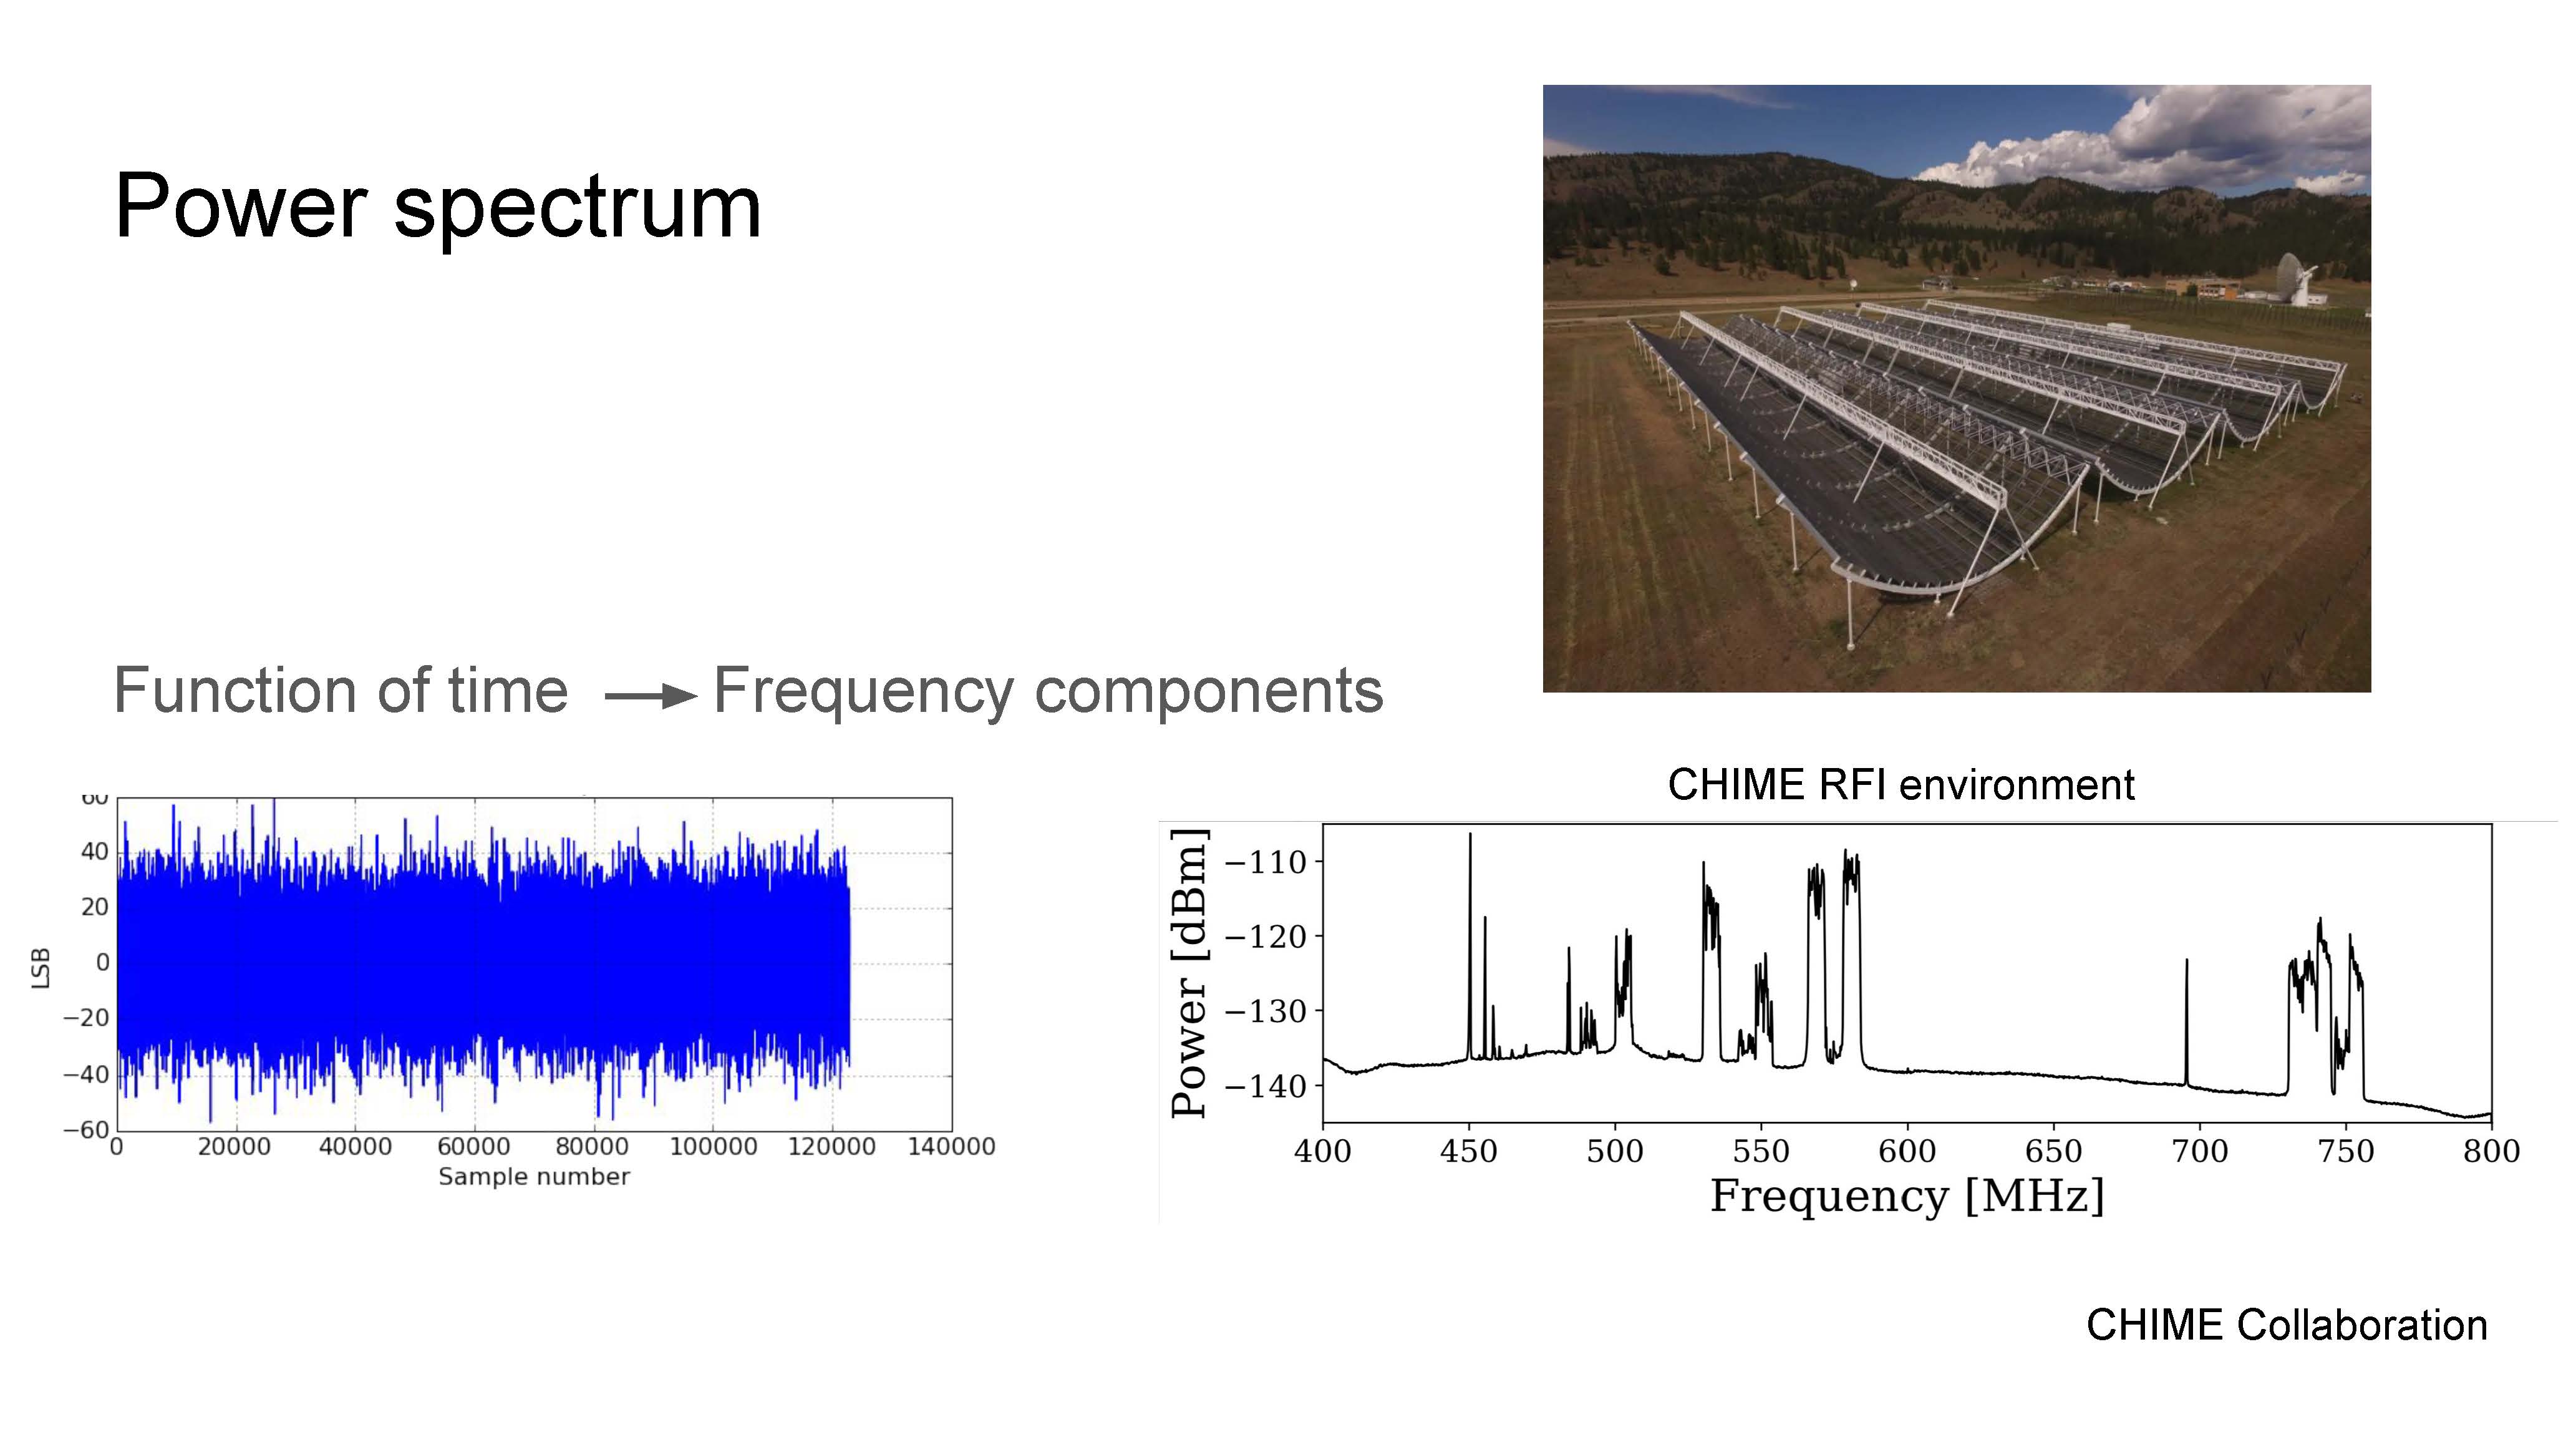 Power spectrum
Function of time → Frequency components
CHIME RFI environment
60
40
20
0
−20
−40
−60
LSB
0 20000 40000 60000 80000 100000 120000 140000
Sample number
Power [dBm]
−110
−120
−130
−140
400 450 500 550 600 650 700 750 800
Frequency [MHz]
CHIME Collaboration